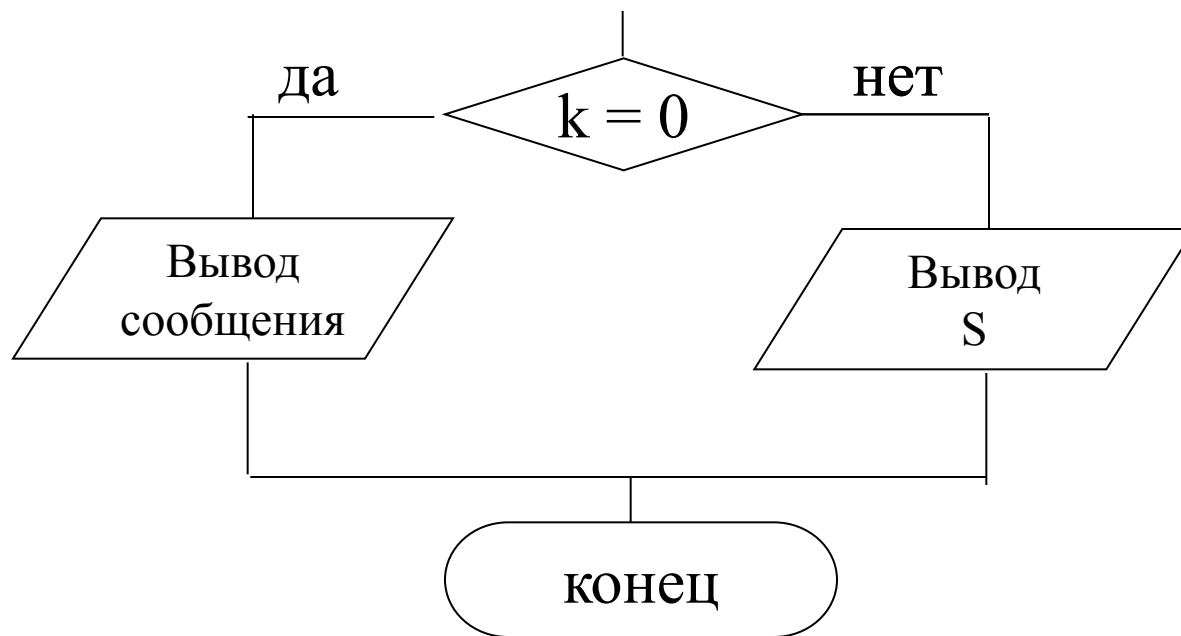 да
k = 0
нет
Вывод
сообщения
Вывод
S
конец